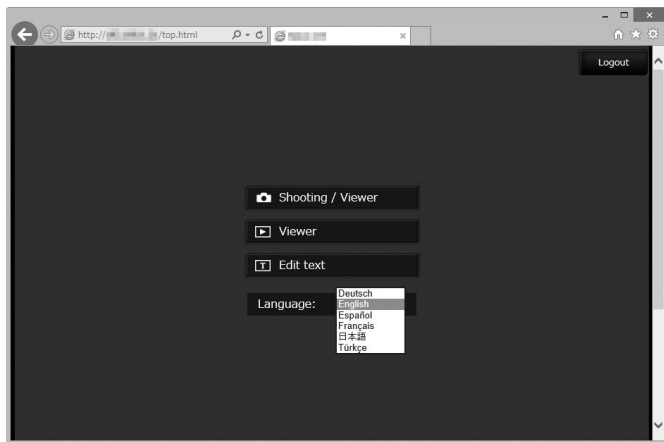 http:// /top.html
Logout
Shooting / Viewer
Viewer
T Edit text
Language:
Deutsch
English
Español
Français
日本語
Türkçe